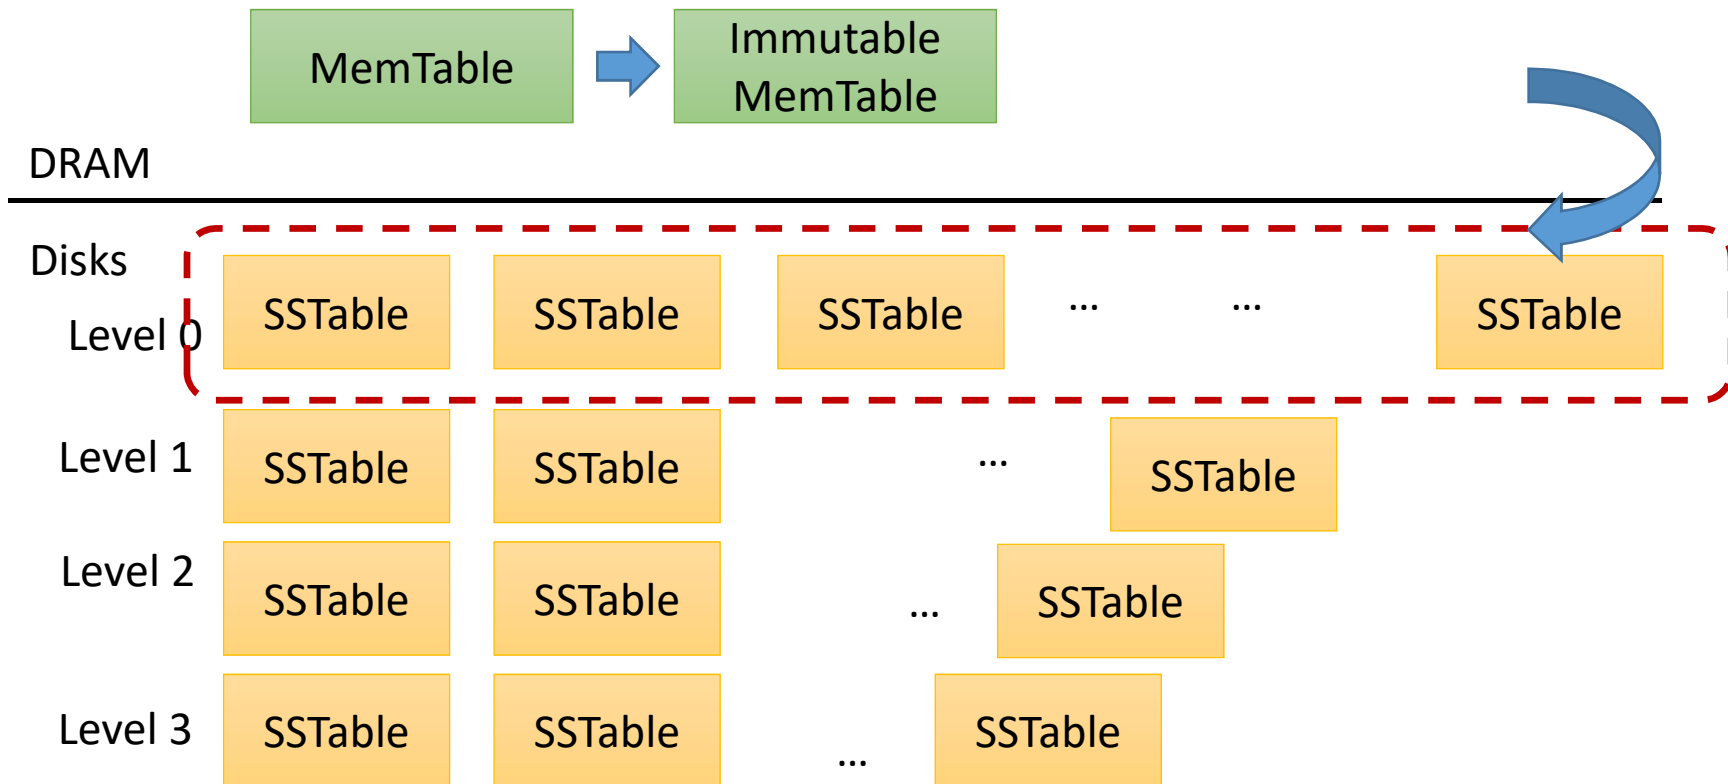 MemTable
Immutable
MemTable
DRAM
Disks
Level 0
SSTable
SSTable
SSTable
...
...
SSTable
Level 1
SSTable
SSTable
...
SSTable
Level 2
SSTable
SSTable
...
SSTable
Level 3
SSTable
SSTable
...
SSTable